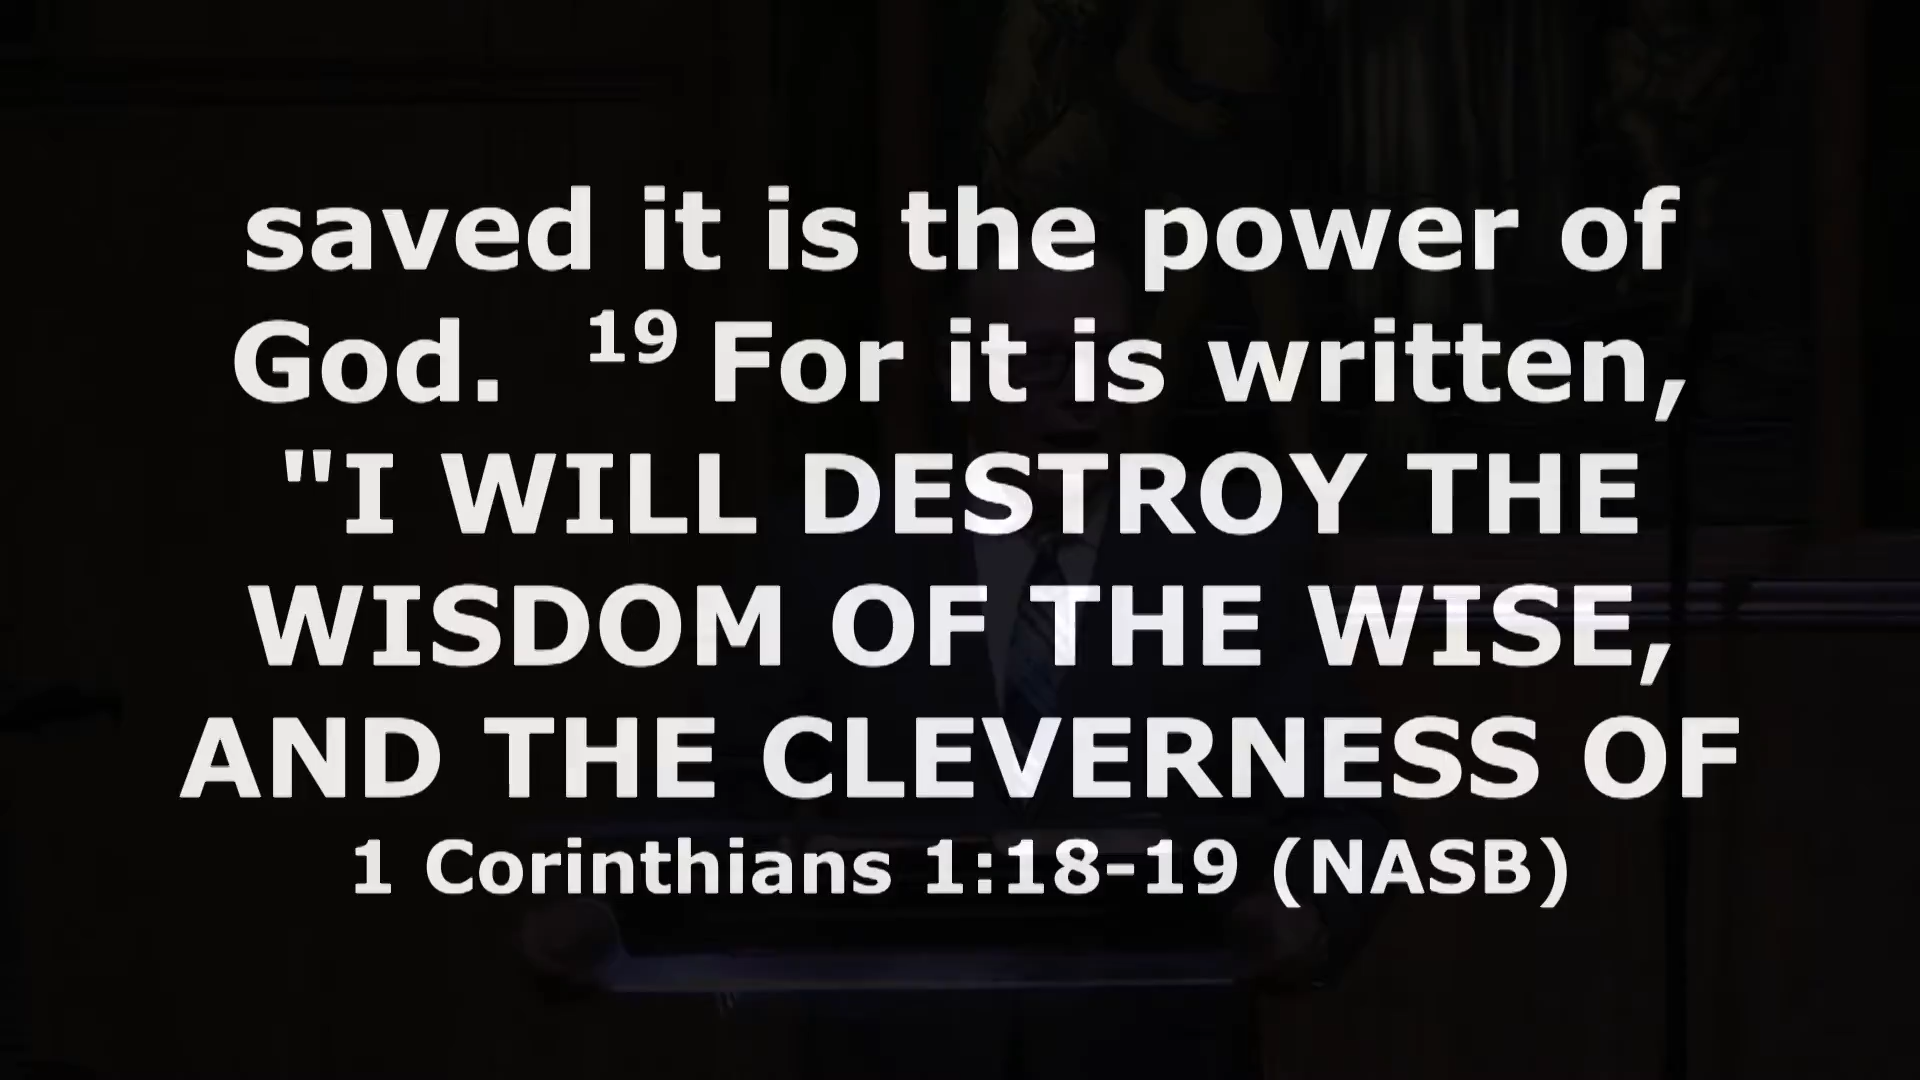 saved it is the power of
God. 19 For it is written,
"I WILL DESTROY THE
WISDOM OF THE WISE,
AND THE CLEVERNESS OF
1 Corinthians 1:18-19 (NASB)